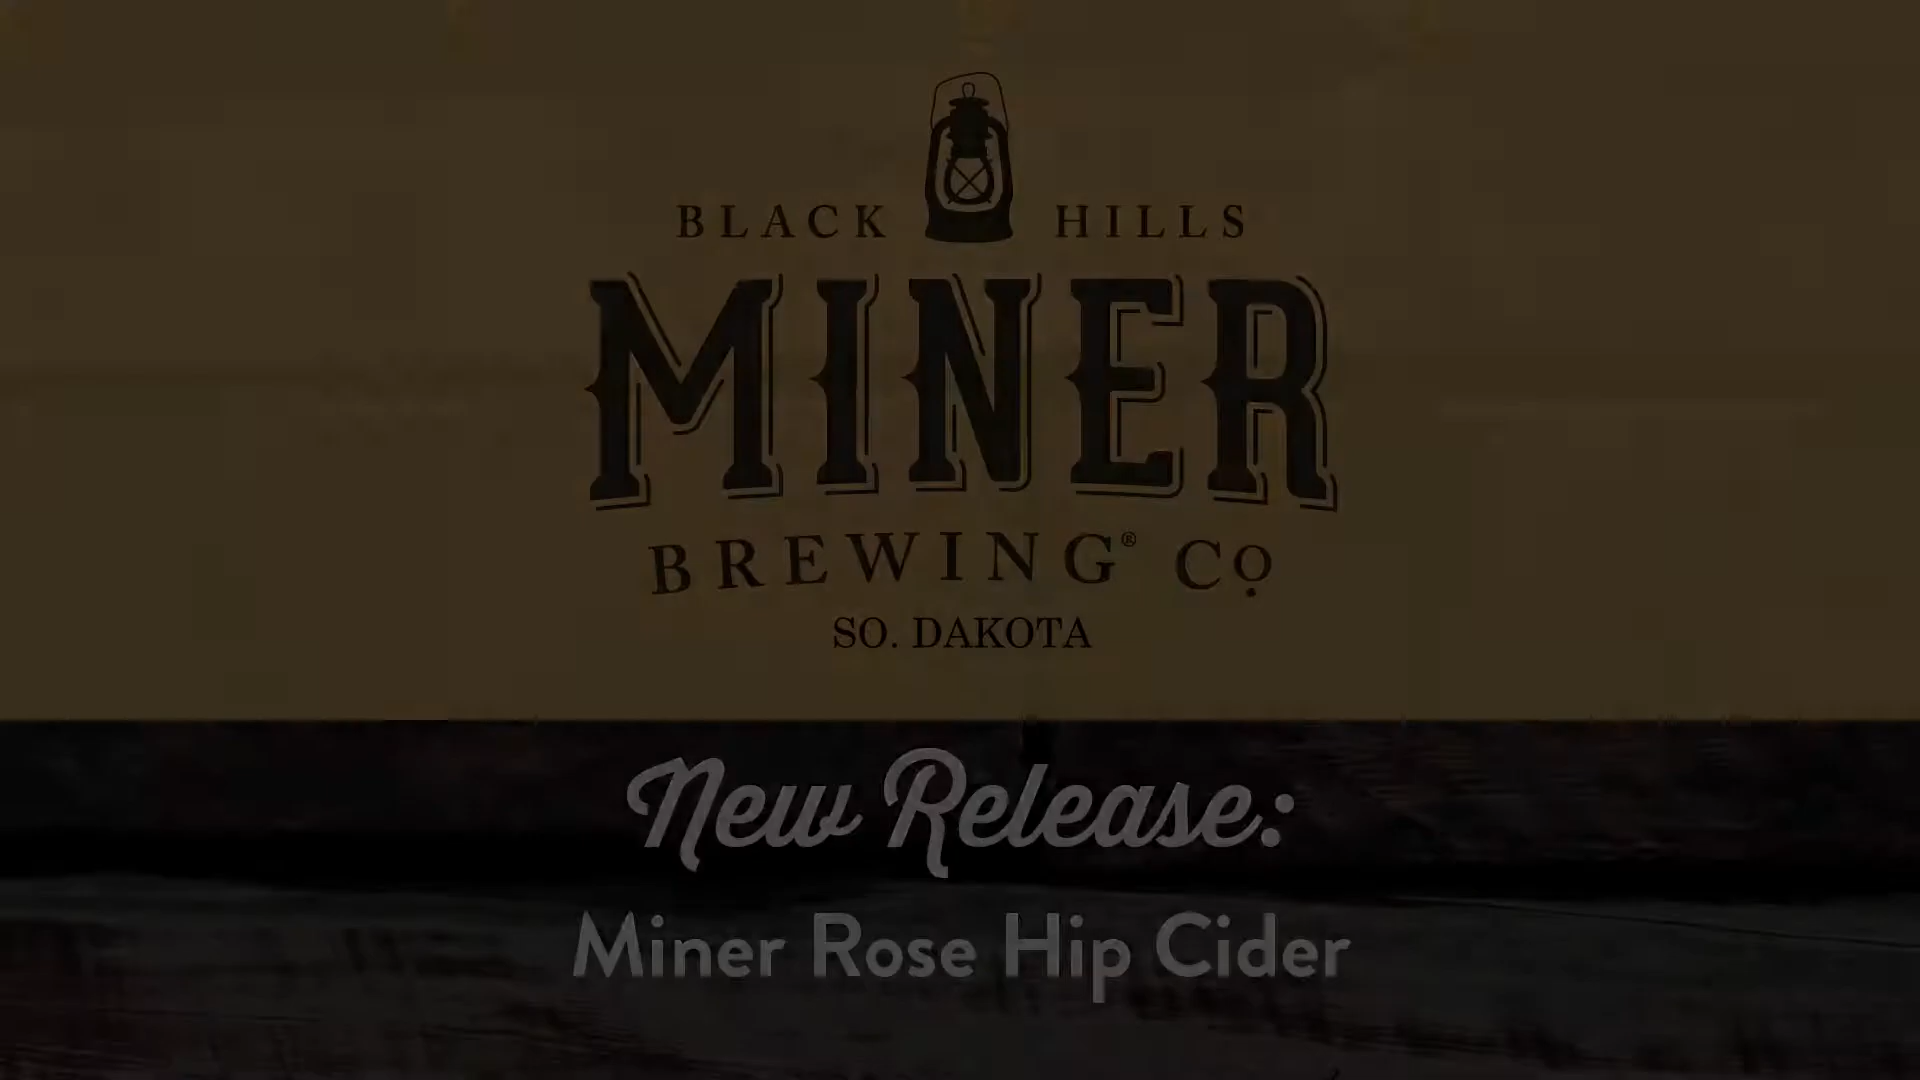 BLACK HILLS
MINER
BREWING® Co.
SO. DAKOTA
New Release:
Miner Rose Hip Cider